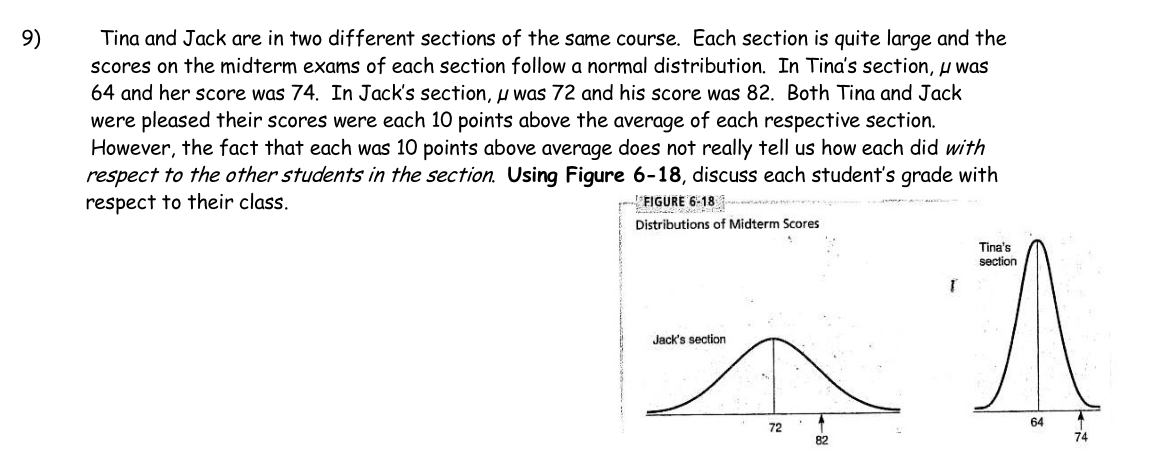 9) Tina and Jack are in two different sections of the same course. Each section is quite large and the
scores on the midterm exams of each section follow a normal distribution. In Tina's section, μ was
64 and her score was 74. In Jack's section, μ was 72 and his score was 82. Both Tina and Jack
were pleased their scores were each 10 points above the average of each respective section.
However, the fact that each was 10 points above average does not really tell us how each did with
respect to the other students in the section. Using Figure 6-18, discuss each student's grade with
respect to their class.
FIGURE 6-18
Distributions of Midterm Scores
Tina's
section
Jack's section
72
82
64
74